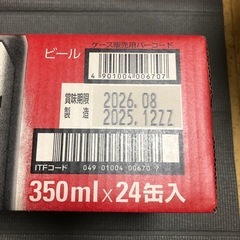 ビール
ケース販売用バーコード
4 901004 006707
賞味期限 2026.08
製造 2025.12ZZ
ITFコード 049 01004 00670 7
350ml×24缶入